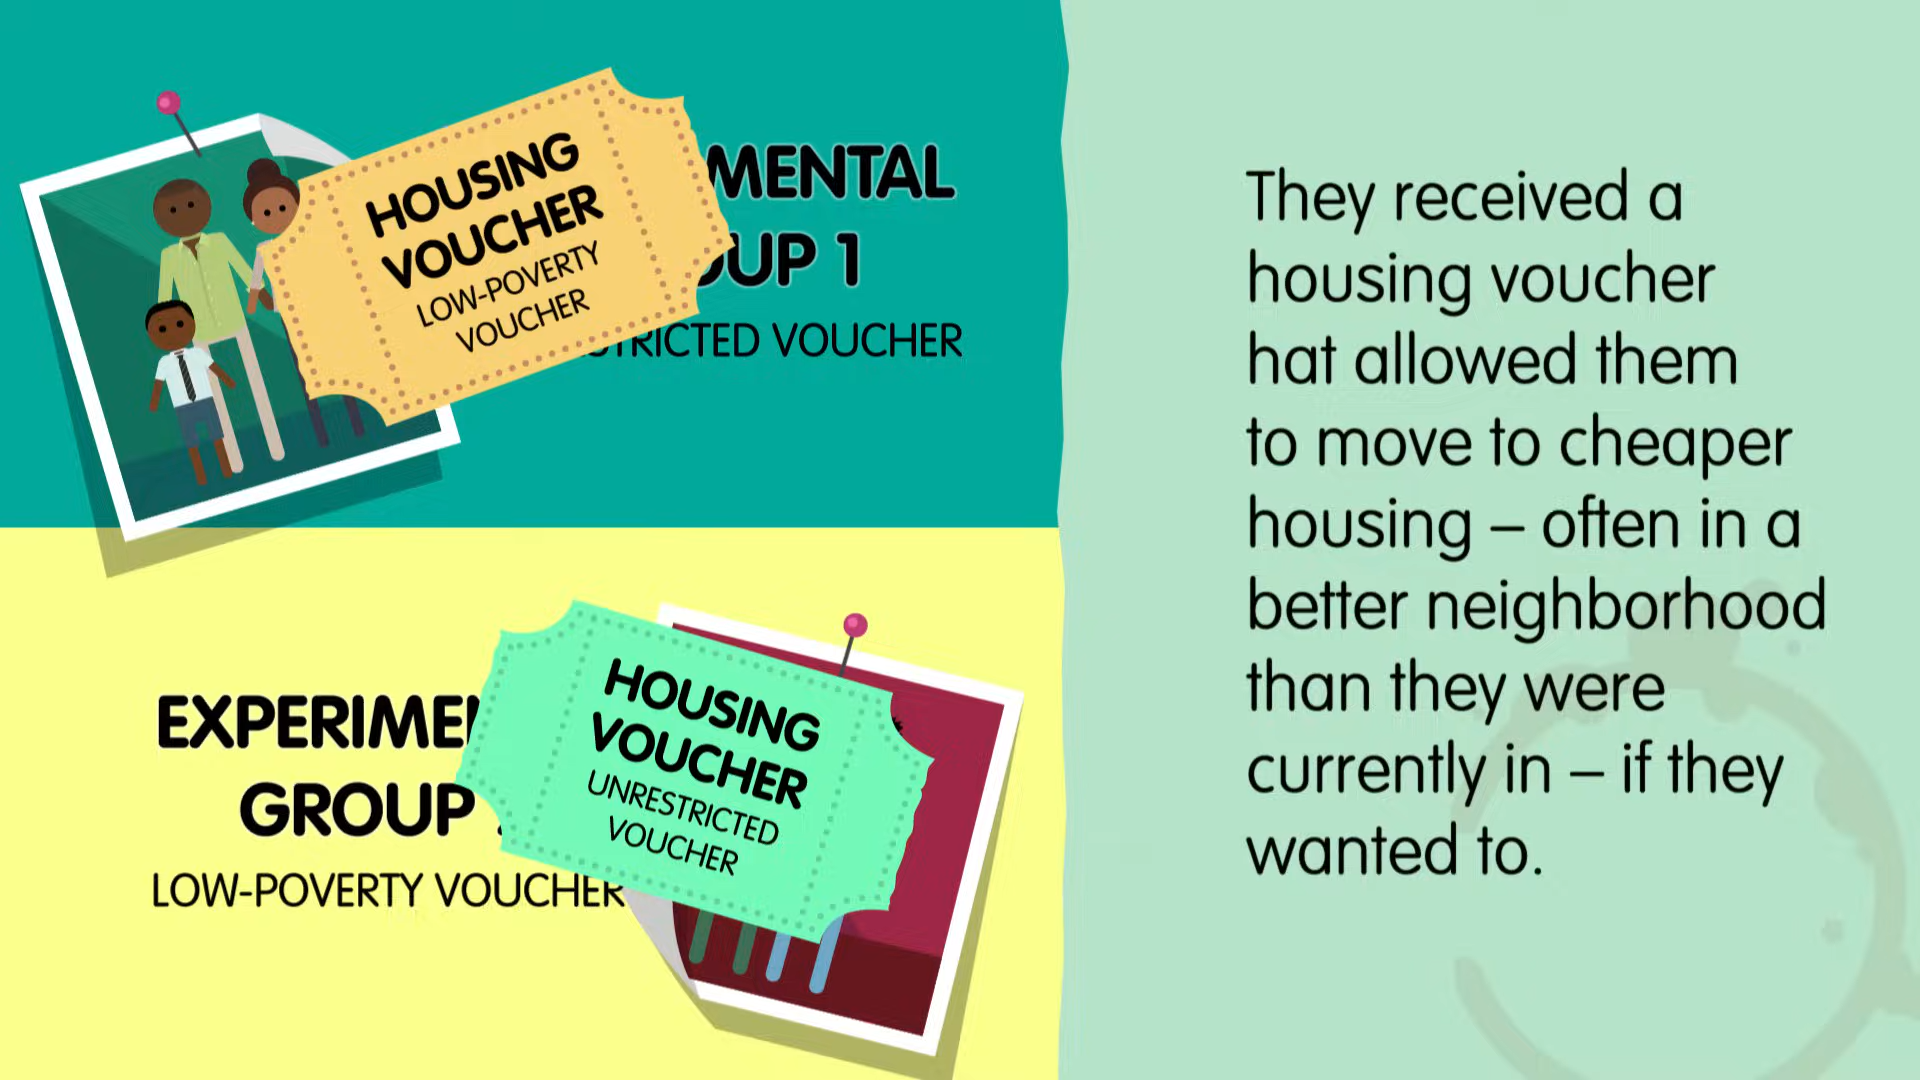 HOUSING
VOUCHER
LOW-POVERTY
VOUCHER
MENTAL
UP 1
STRICTED VOUCHER
EXPERIME
GROUP
LOW-POVERTY VOUCHER
HOUSING
VOUCHER
UNRESTRICTED
VOUCHER
They received a
housing voucher
hat allowed them
to move to cheaper
housing – often in a
better neighborhood
than they were
currently in – if they
wanted to.